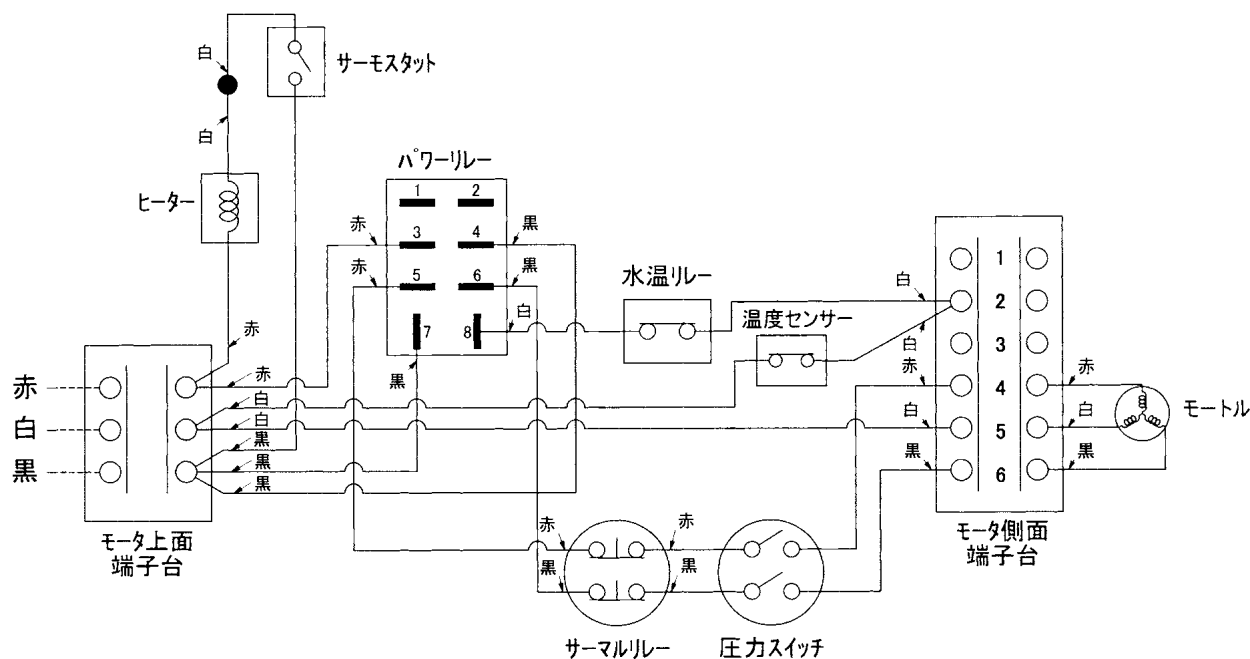 白
サーモスタット
白
パワーリレー
ヒーター
1
2
赤
3
4
黒
赤
5
6
黒
7
8
白
黒
水温リレー
温度センサー
白
白
赤
白
黒
1
2
3
4
5
6
赤
白
黒
モートル
赤
赤
白
白
黒
黒
黒
赤
白
黒
モータ上面
端子台
モータ側面
端子台
赤
黒
赤
黒
サーマルリレー
圧力スイッチ